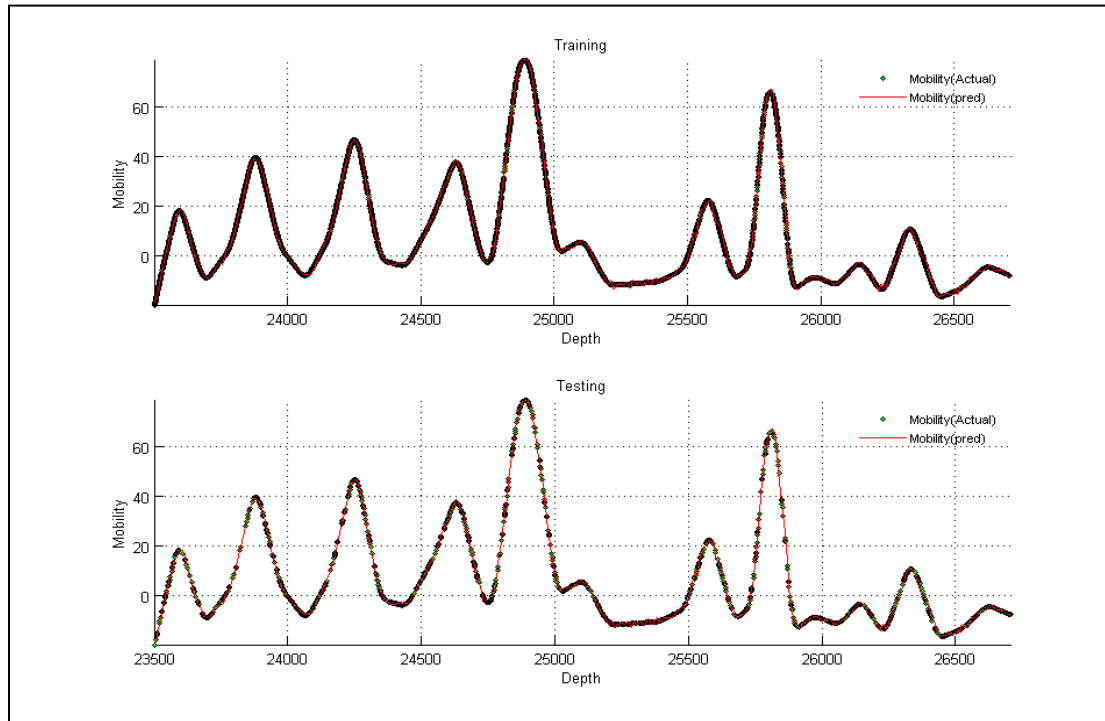 Training
Mobility(Actual)
Mobility(pred)
60
40
20
0
Mobility
24000 24500 25000 25500 26000 26500
Depth
Testing
Mobility(Actual)
Mobility(pred)
60
40
20
0
Mobility
23500 24000 24500 25000 25500 26000 26500
Depth